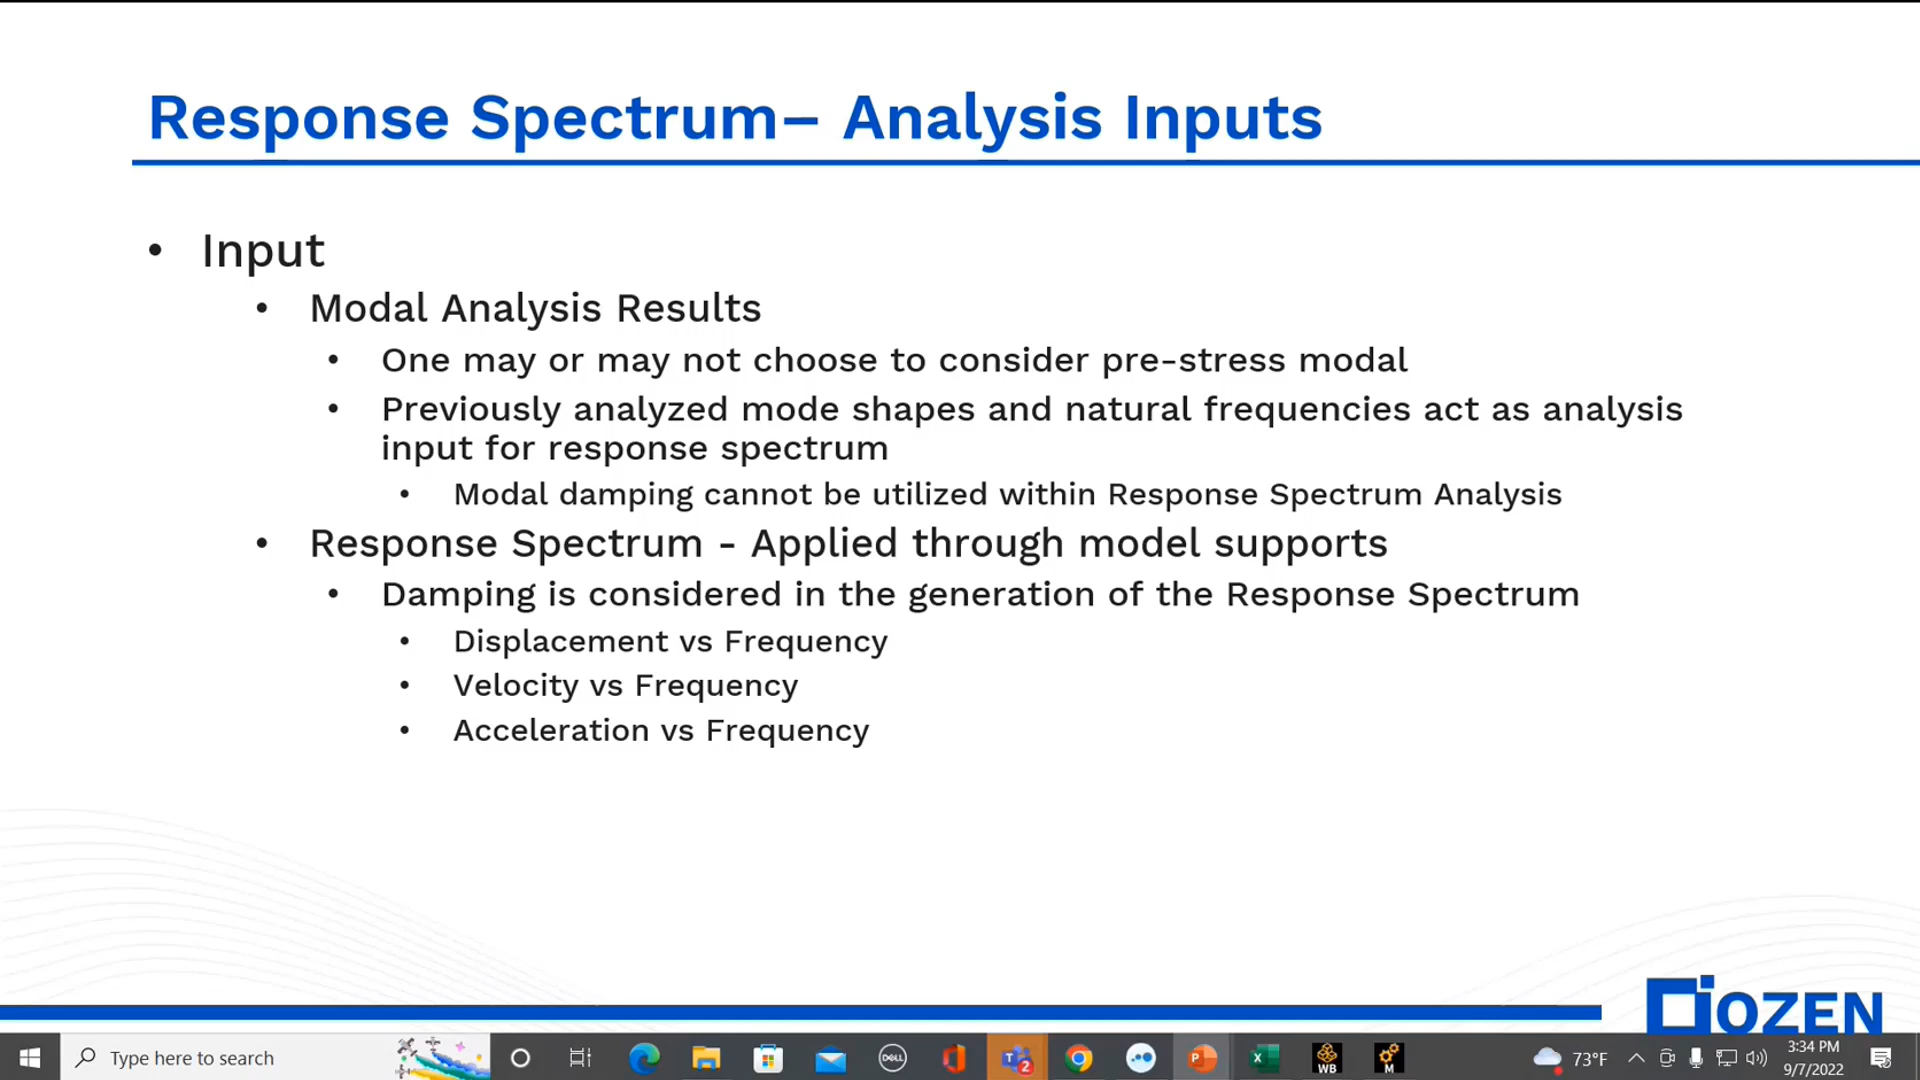 Response Spectrum– Analysis Inputs
• Input
• Modal Analysis Results
• One may or may not choose to consider pre-stress modal
• Previously analyzed mode shapes and natural frequencies act as analysis
input for response spectrum
• Modal damping cannot be utilized within Response Spectrum Analysis
• Response Spectrum - Applied through model supports
• Damping is considered in the generation of the Response Spectrum
• Displacement vs Frequency
• Velocity vs Frequency
• Acceleration vs Frequency
OZEN
Type here to search
DELL
T
2
P
X
WB
M
73°F
3:34 PM
9/7/2022